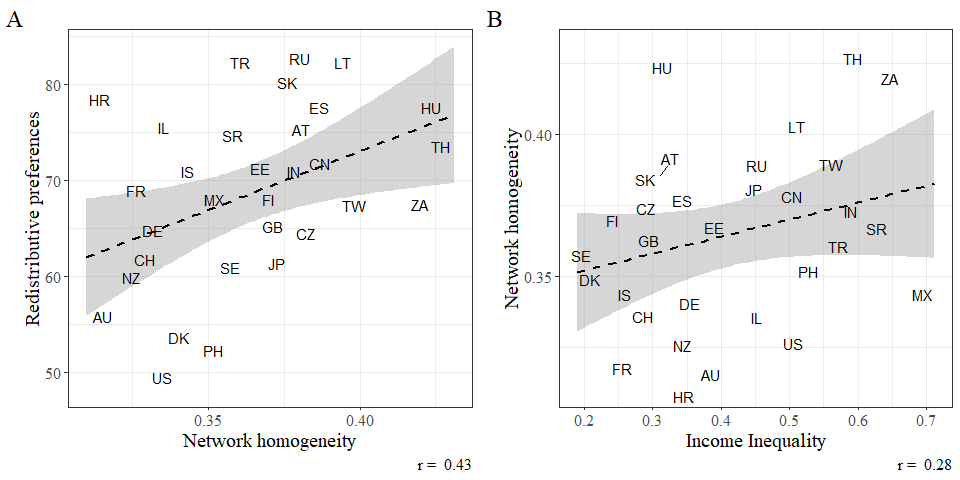 A
Redistributive preferences
80
70
60
50
TR
RU
LT
SK
HR
ES
HU
IL
SR
AT
TH
IS
EE
IN
CN
FR
MX
FI
TW
ZA
DE
GB
CZ
CH
NZ
SE
JP
AU
DK
PH
US
0.35
0.40
Network homogeneity
r = 0.43
B
Network homogeneity
0.40
0.35
HU
TH
ZA
LT
AT
SK
RU
TW
JP
CZ
ES
CN
FI
IN
GB
EE
SR
SE
TR
DK
PH
IS
DE
MX
CH
IL
NZ
US
FR
AU
HR
0.2
0.3
0.4
0.5
0.6
0.7
Income Inequality
r = 0.28